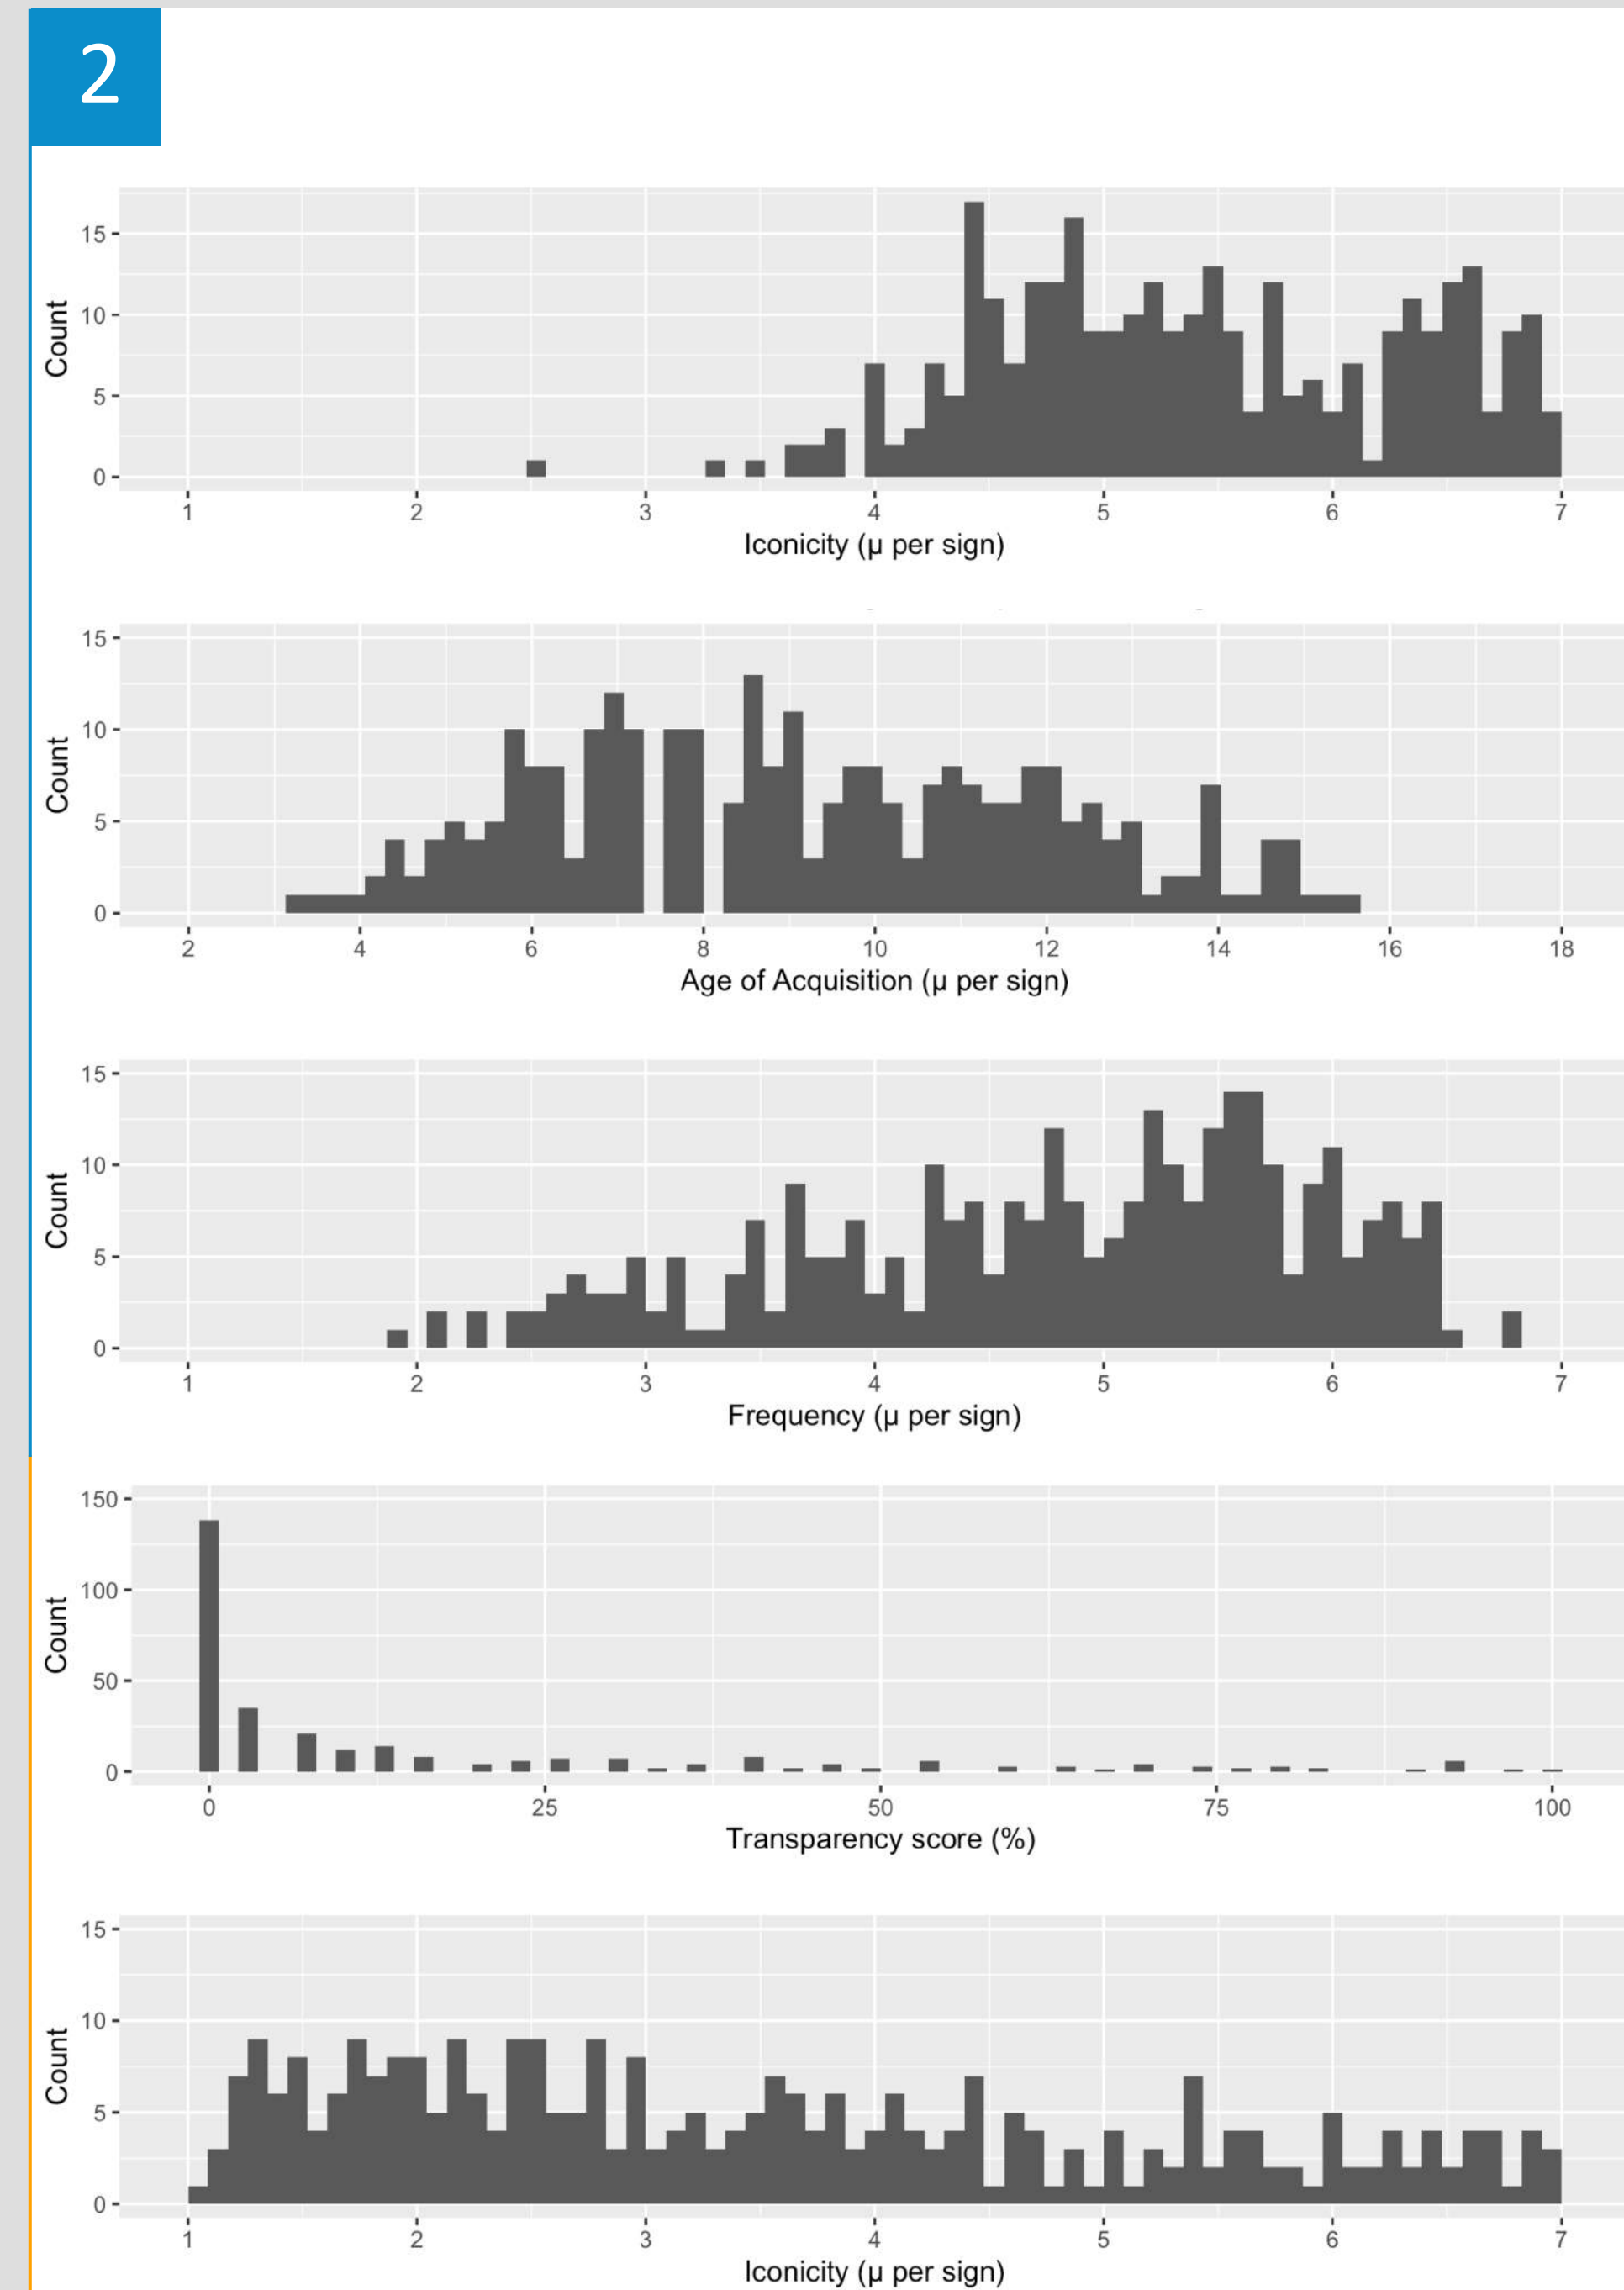 2
15
10
5
0
Count
1 2 3 4 5 6 7
Iconicity (μ per sign)
15
10
5
0
Count
2 4 6 8 10 12 14 16 18
Age of Acquisition (μ per sign)
15
10
5
0
Count
1 2 3 4 5 6 7
Frequency (μ per sign)
150
100
50
0
Count
0 25 50 75 100
Transparency score (%)
15
10
5
0
Count
1 2 3 4 5 6 7
Iconicity (μ per sign)